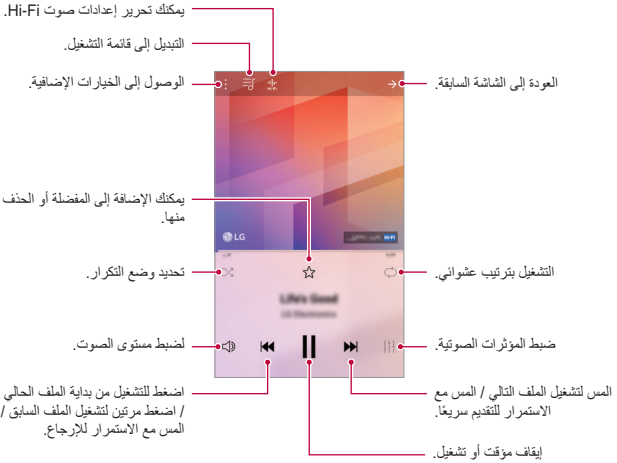 يمكنك تحرير إعدادات صوت Hi-Fi.
التبديل إلى قائمة التشغيل.
الوصول إلى الخيارات الإضافية.
العودة إلى الشاشة السابقة.
يمكنك الإضافة إلى المفضلة أو الحذف
منها.
LG
HI-FI
تحديد وضع التكرار.
التشغيل بترتيب عشوائي.
Life's Good
LG Electronics
لضبط مستوى الصوت.
ضبط المؤثرات الصوتية.
اضغط للتشغيل من بداية الملف الحالي
/ اضغط مرتين لتشغيل الملف السابق /
المس مع الاستمرار للإرجاع.
المس لتشغيل الملف التالي / المس مع
الاستمرار للتقديم سريعًا.
إيقاف مؤقت أو تشغيل.